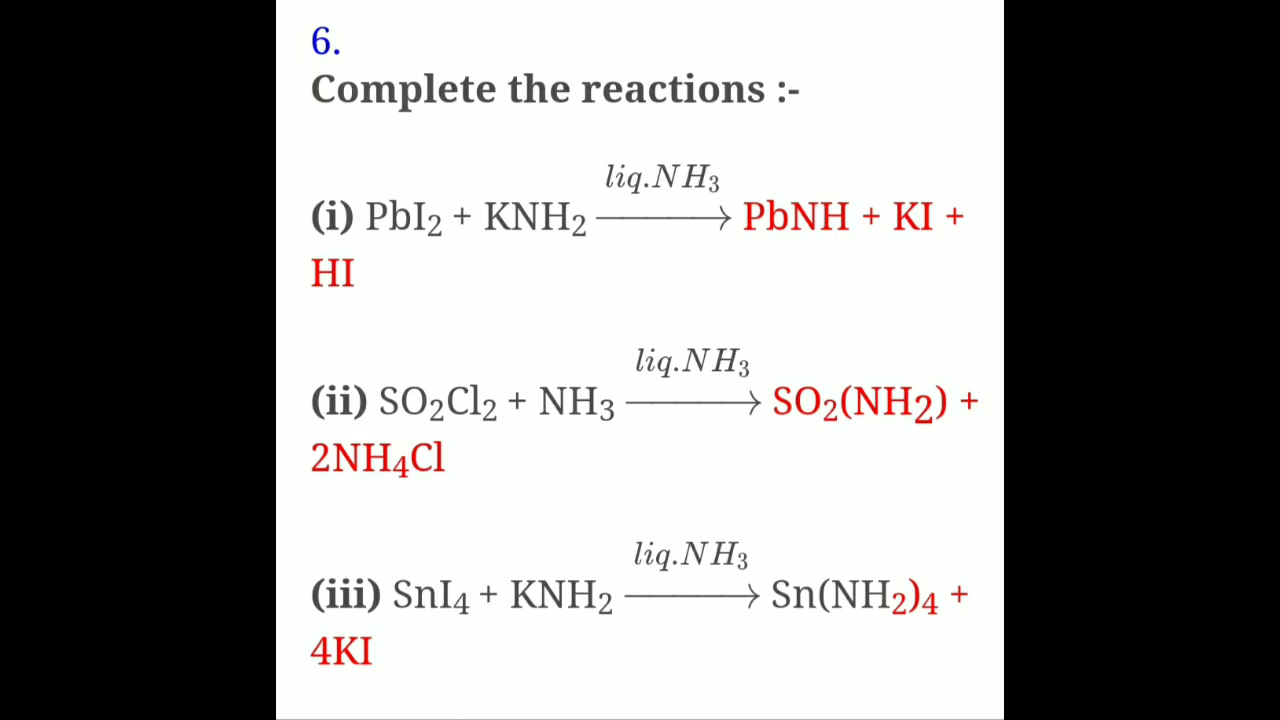 6.
Complete the reactions :-
liq.NH₃
(i) PbI₂ + KNH₂ ⟶ PbNH + KI +
HI
liq.NH₃
(ii) SO₂Cl₂ + NH₃ ⟶ SO₂(NH₂) +
2NH₄Cl
liq.NH₃
(iii) SnI₄ + KNH₂ ⟶ Sn(NH₂)₄ +
4KI